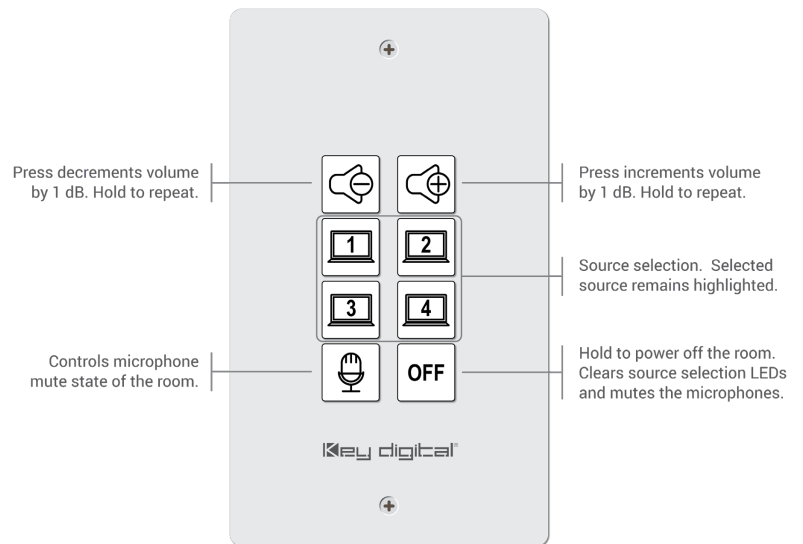 Press decrements volume
by 1 dB. Hold to repeat.
Press increments volume
by 1 dB. Hold to repeat.
1
2
3
4
Source selection.  Selected
source remains highlighted.
Controls microphone
mute state of the room.
OFF
Hold to power off the room.
Clears source selection LEDs
and mutes the microphones.
Key digital®